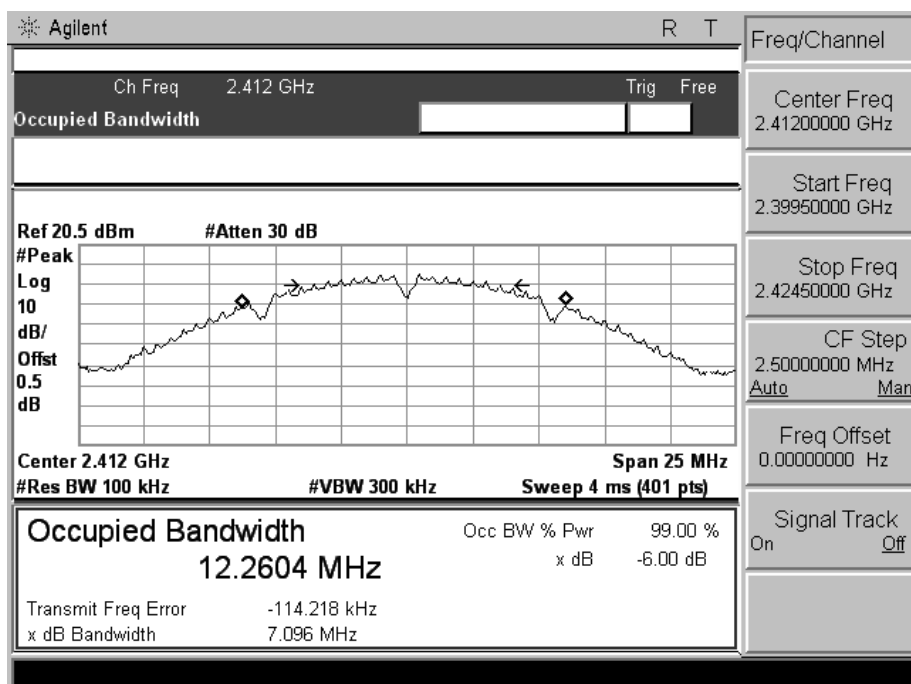 Agilent R T
Freq/Channel
Ch Freq 2.412 GHz Trig Free
Occupied Bandwidth
Center Freq
2.41200000 GHz
Start Freq
2.39950000 GHz
Stop Freq
2.42450000 GHz
CF Step
2.50000000 MHz
Auto Man
Freq Offset
0.00000000 Hz
Signal Track
On Off
Ref 20.5 dBm #Atten 30 dB
#Peak
Log
10
dB/
Offst
0.5
dB
Center 2.412 GHz Span 25 MHz
#Res BW 100 kHz #VBW 300 kHz Sweep 4 ms (401 pts)
Occupied Bandwidth Occ BW % Pwr 99.00 %
12.2604 MHz x dB -6.00 dB
Transmit Freq Error -114.218 kHz
x dB Bandwidth 7.096 MHz